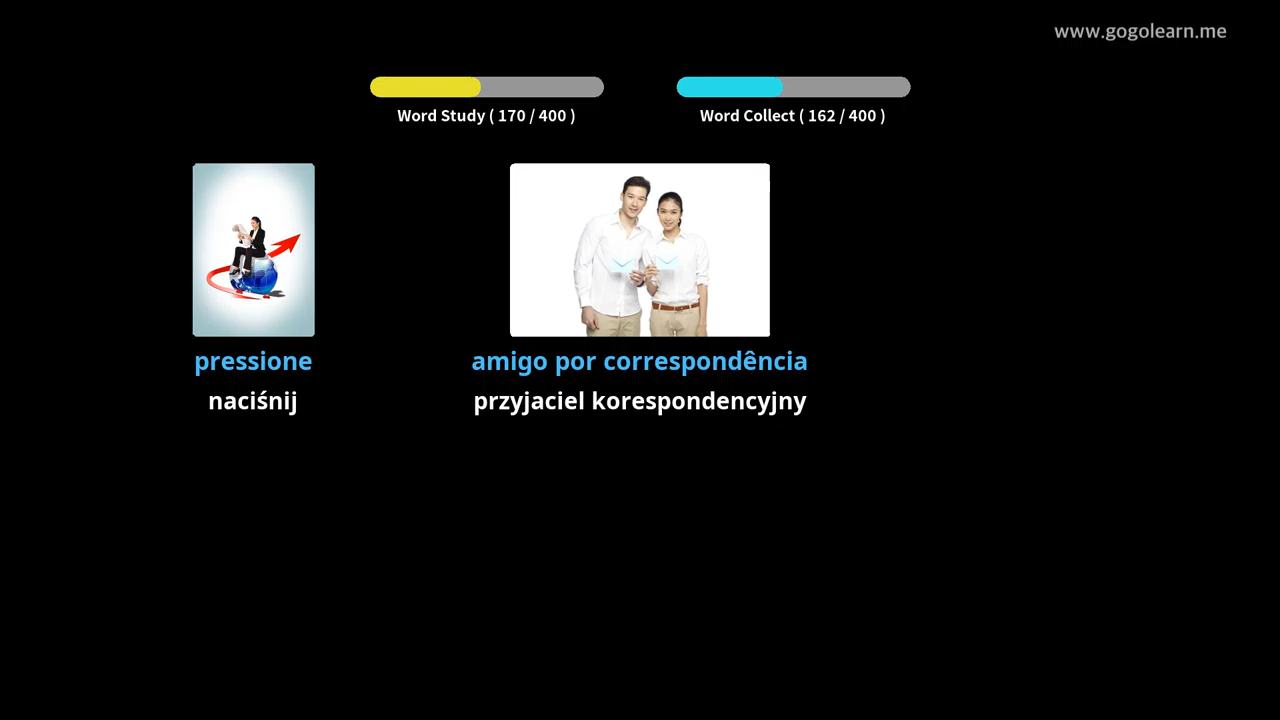 www.gogolearn.me
Word Study ( 170 / 400 )
Word Collect ( 162 / 400 )
pressione
naciśnij
amigo por correspondência
przyjaciel korespondencyjny